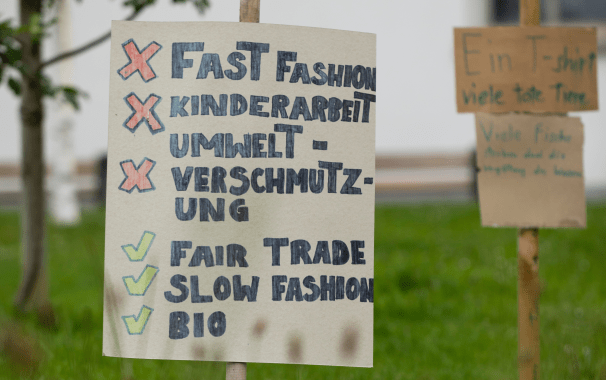 FAST FASHION
KINDERARBEIT
UMWELT -
VERSCHMUTZ-
UNG
FAIR TRADE
SLOW FASHION
BIO
Ein T-shirt
viele tote Tiere
Viele Fische